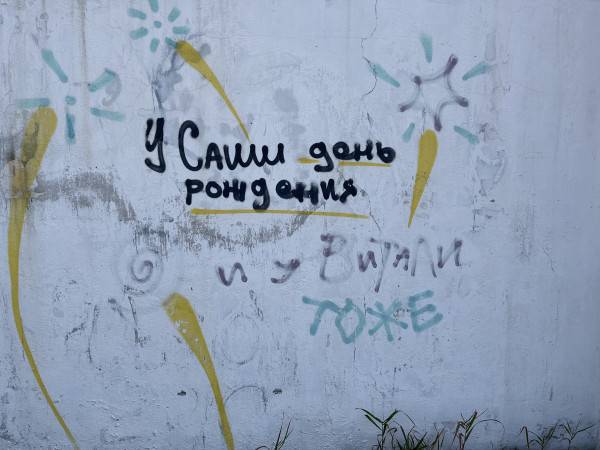 У Саши день
рождения
и у Витали
тоже